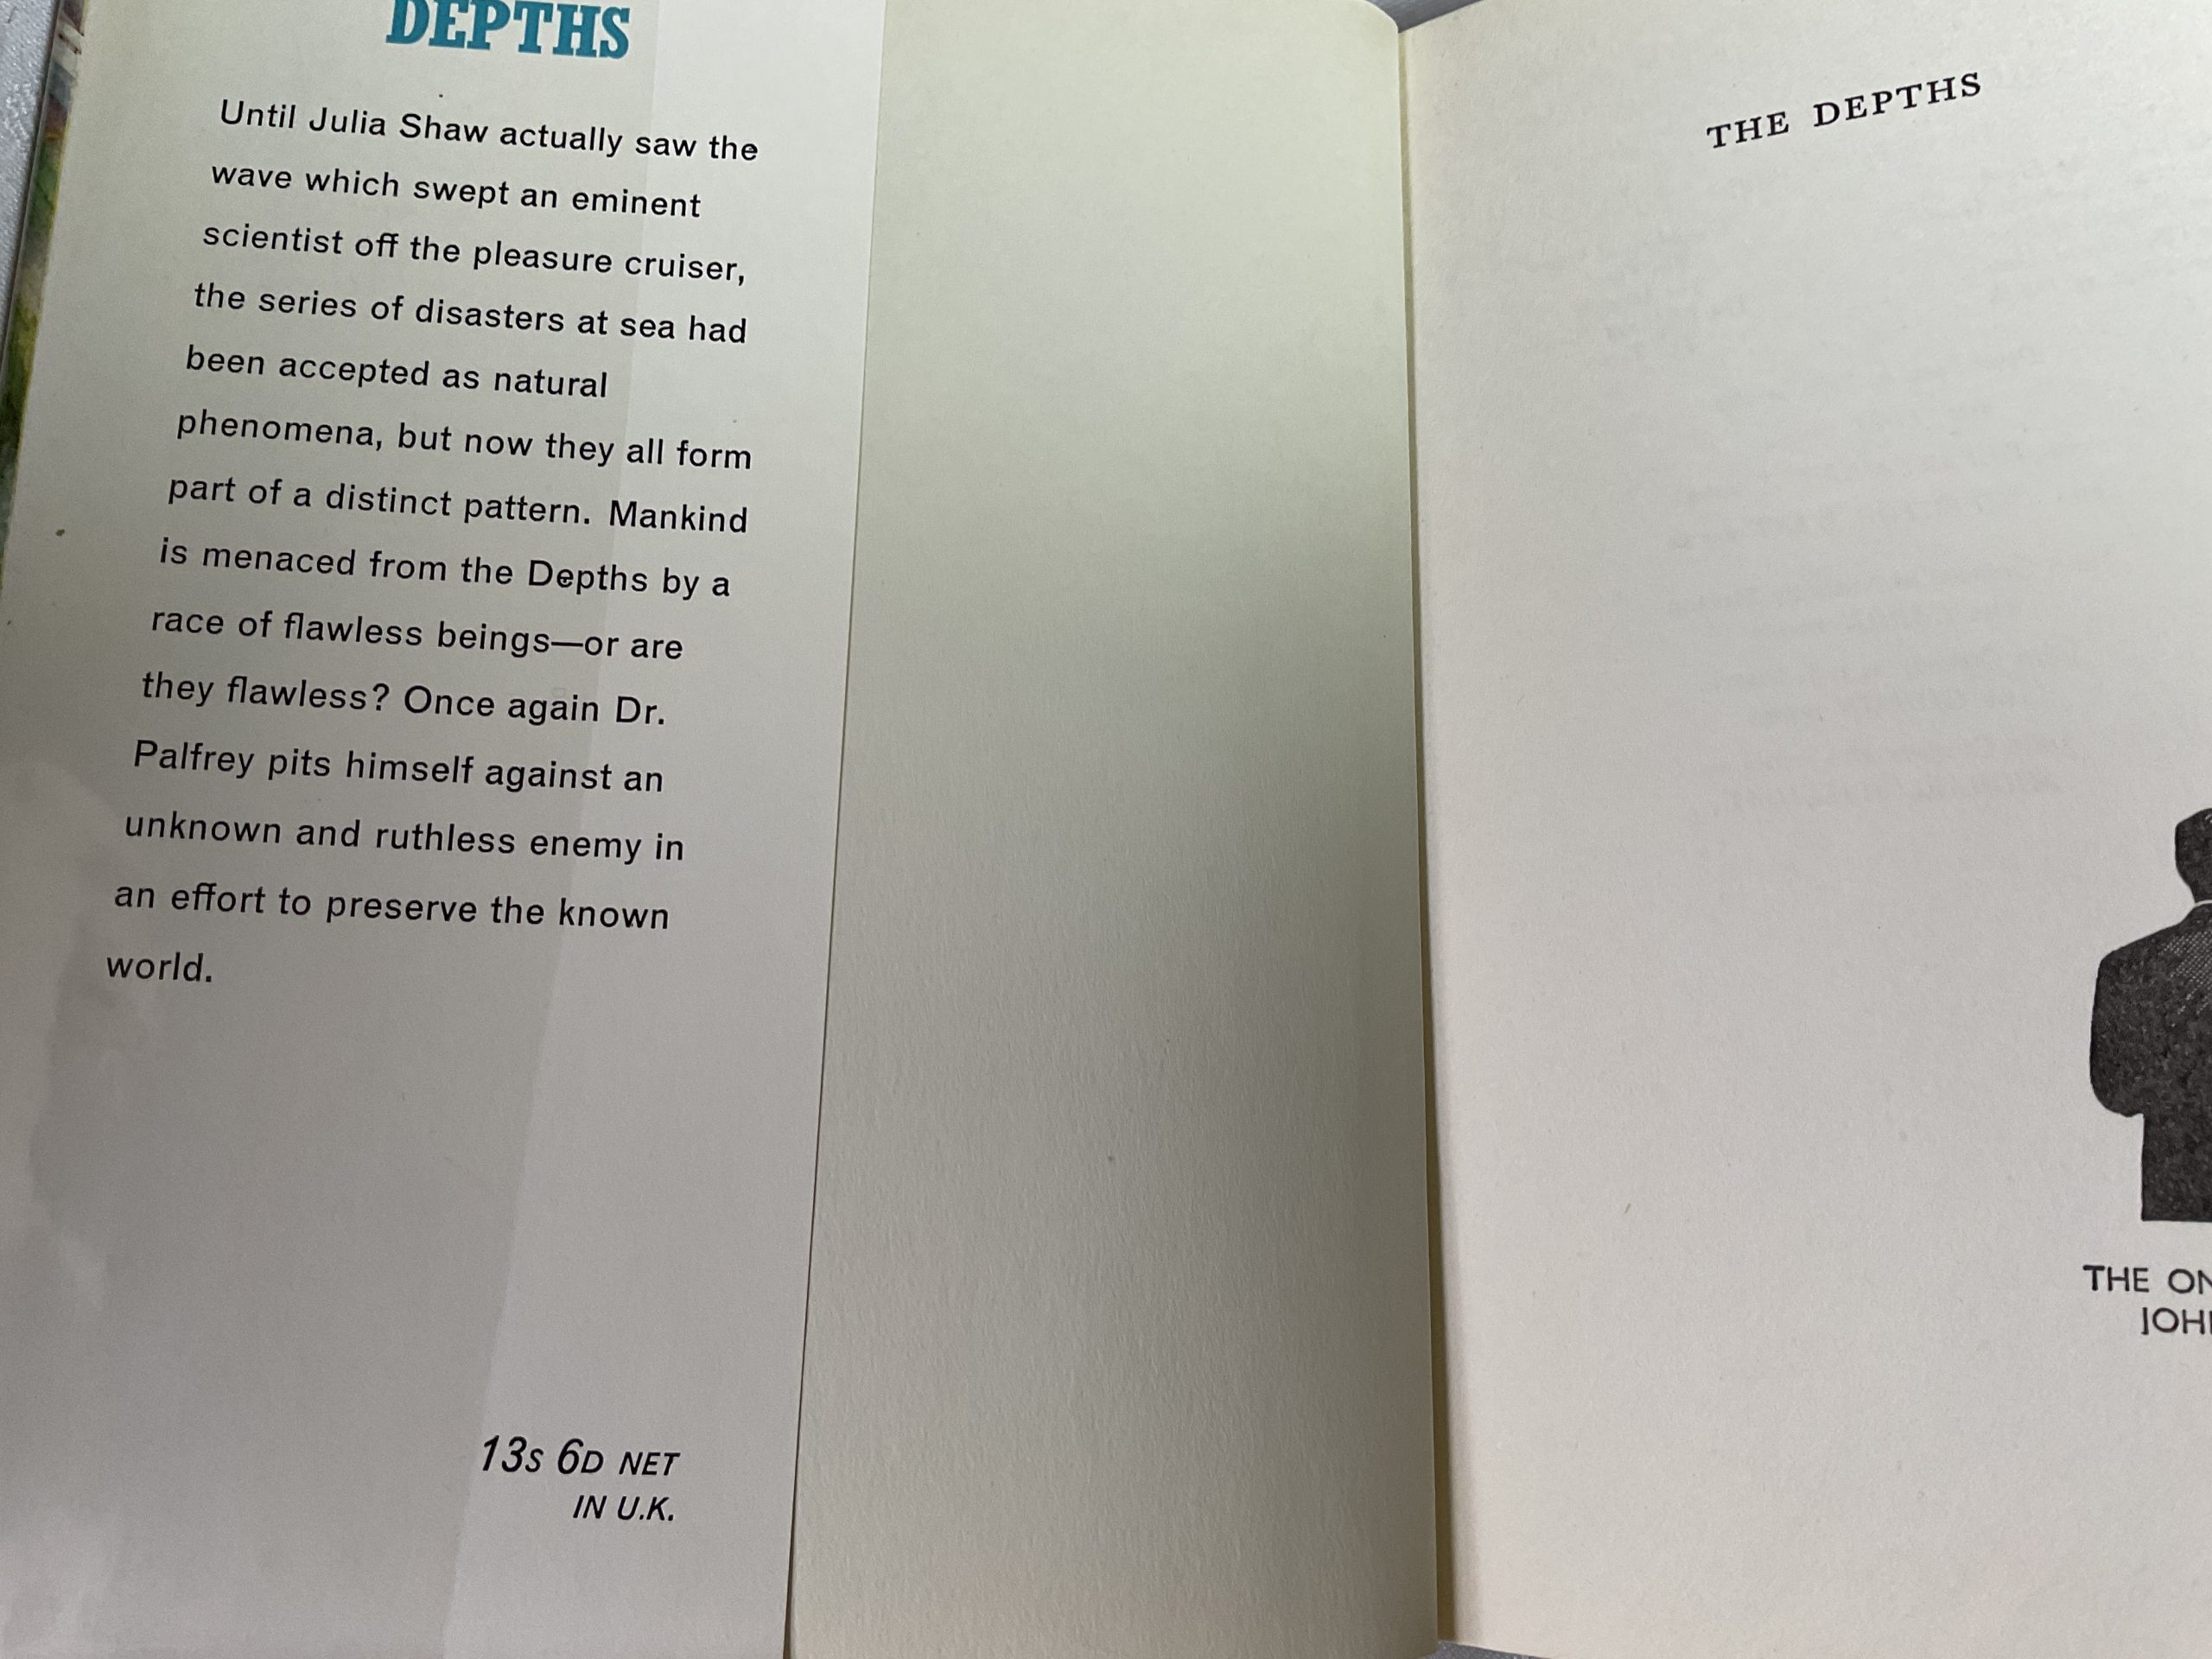 DEPTHS
Until Julia Shaw actually saw the
wave which swept an eminent
scientist off the pleasure cruiser,
the series of disasters at sea had
been accepted as natural
phenomena, but now they all form
part of a distinct pattern. Mankind
is menaced from the Depths by a
race of flawless beings—or are
they flawless? Once again Dr.
Palfrey pits himself against an
unknown and ruthless enemy in
an effort to preserve the known
world.
13s 6D NET
IN U.K.
THE DEPTHS
THE